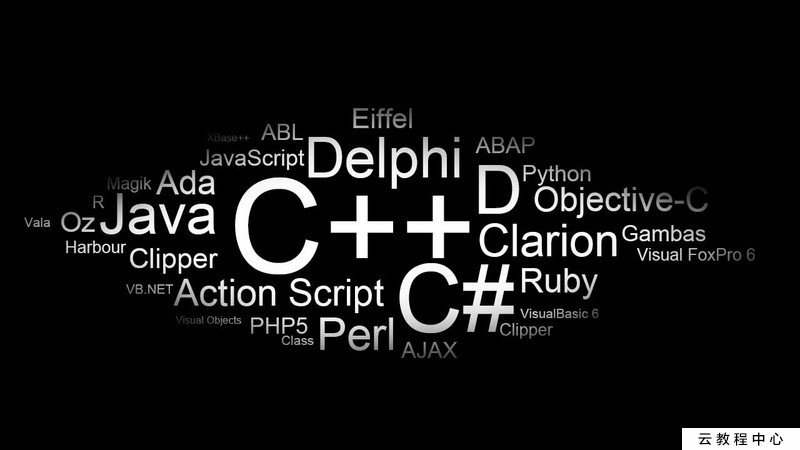 Eiffel
XBase++
ABL
ABAP
JavaScript
Delphi
Python
Magik
Ada
D
Objective-C
R
Java
C++
Vala
Oz
Clarion
Gambas
Harbour
Clipper
Visual FoxPro 6
VB.NET
Action Script
C#
Ruby
Visual Objects
PHP5
Perl
VisualBasic 6
Clipper
Class
AJAX
云教程中心